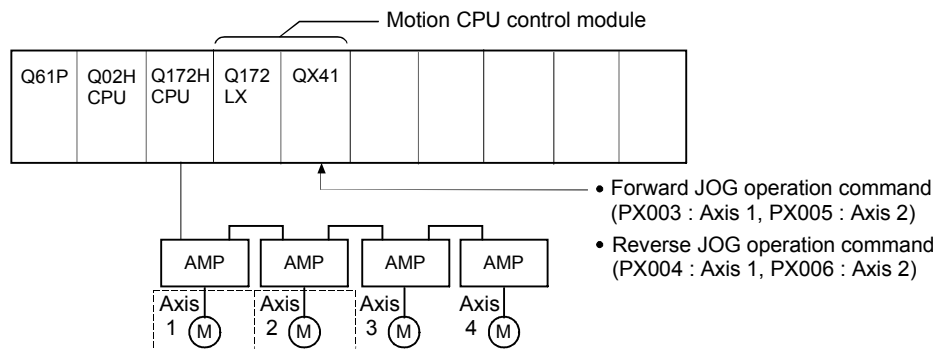 Motion CPU control module
Q61P
Q02H
CPU
Q172H
CPU
Q172
LX
QX41
• Forward JOG operation command
(PX003 : Axis 1, PX005 : Axis 2)
• Reverse JOG operation command
(PX004 : Axis 1, PX006 : Axis 2)
AMP
AMP
AMP
AMP
Axis
1
M
Axis
2
M
Axis
3
M
Axis
4
M